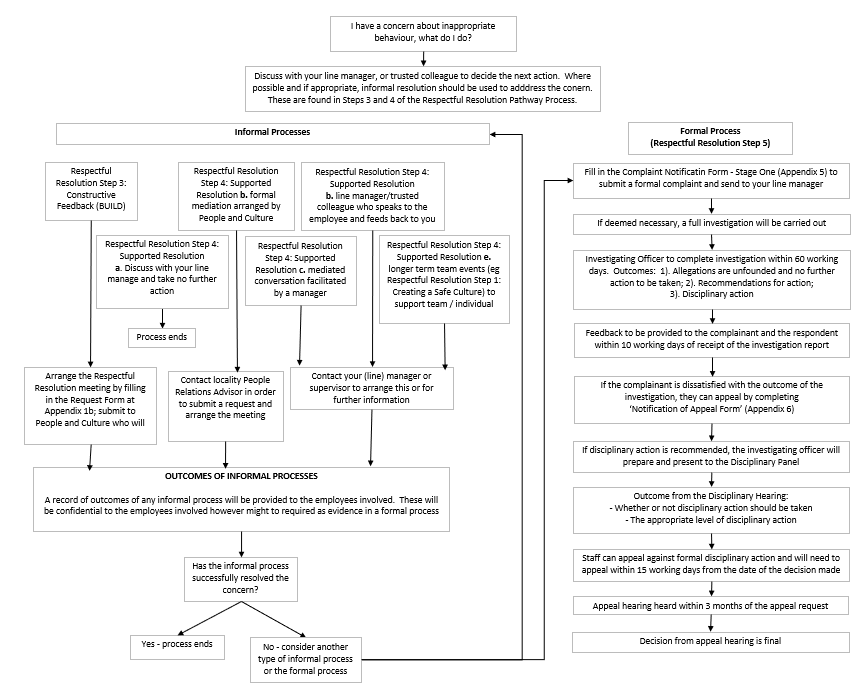 I have a concern about inappropriate
behaviour, what do I do?
Discuss with your line manager, or trusted colleague to decide the next action.  Where
possible and if appropriate, informal resolution should be used to adddress the conern.
These are found in Steps 3 and 4 of the Respectful Resolution Pathway Process.
Informal Processes
Respectful
Resolution Step 3:
Constructive
Feedback (BUILD)
Respectful Resolution
Step 4: Supported
Resolution b. formal
mediation arranged by
People and Culture
Respectful Resolution Step 4:
Supported Resolution
b. line manager/trusted
colleague who speaks to the
employee and feeds back to you
Respectful Resolution Step 4:
Supported Resolution
a. Discuss with your line
manage and take no further
action
Respectful Resolution
Step 4: Supported
Resolution c. mediated
conversation facilitated
by a manager
Respectful Resolution Step 4:
Supported Resolution e.
longer term team events (eg
Respectful Resolution Step 1:
Creating a Safe Culture) to
support team / individual
Process ends
Arrange the Respectful
Resolution meeting by filling
in the Request Form at
Appendix 1b; submit to
People and Culture who will
Contact locality People
Relations Advisor in order
to submit a request and
arrange the meeting
Contact your (line) manager or
supervisor to arrange this or for
further information
OUTCOMES OF INFORMAL PROCESSES
A record of outcomes of any informal process will be provided to the employees involved.  These will
be confidential to the employees involved however might to required as evidence in a formal process
Has the informal process
successfully resolved the
concern?
Yes - process ends
No - consider another
type of informal process
or the formal process
Formal Process
(Respectful Resolution Step 5)
Fill in the Complaint Notificatin Form - Stage One (Appendix 5) to
submit a formal complaint and send to your line manager
If deemed necessary, a full investigation will be carried out
Investigating Officer to complete investigation within 60 working
days.  Outcomes:  1). Allegations are unfounded and no further
action to be taken; 2). Recommendations for action;
3). Disciplinary action
Feedback to be provided to the complainant and the respondent
within 10 working days of receipt of the investigation report
If the complainant is dissatisfied with the outcome of the
investigation, they can appeal by completing
‘Notification of Appeal Form’ (Appendix 6)
If disciplinary action is recommended, the investigating officer will
prepare and present to the Disciplinary Panel
Outcome from the Disciplinary Hearing:
- Whether or not disciplinary action should be taken
- The appropriate level of disciplinary action
Staff can appeal against formal disciplinary action and will need to
appeal within 15 working days from the date of the decision made
Appeal hearing heard within 3 months of the appeal request
Decision from appeal hearing is final